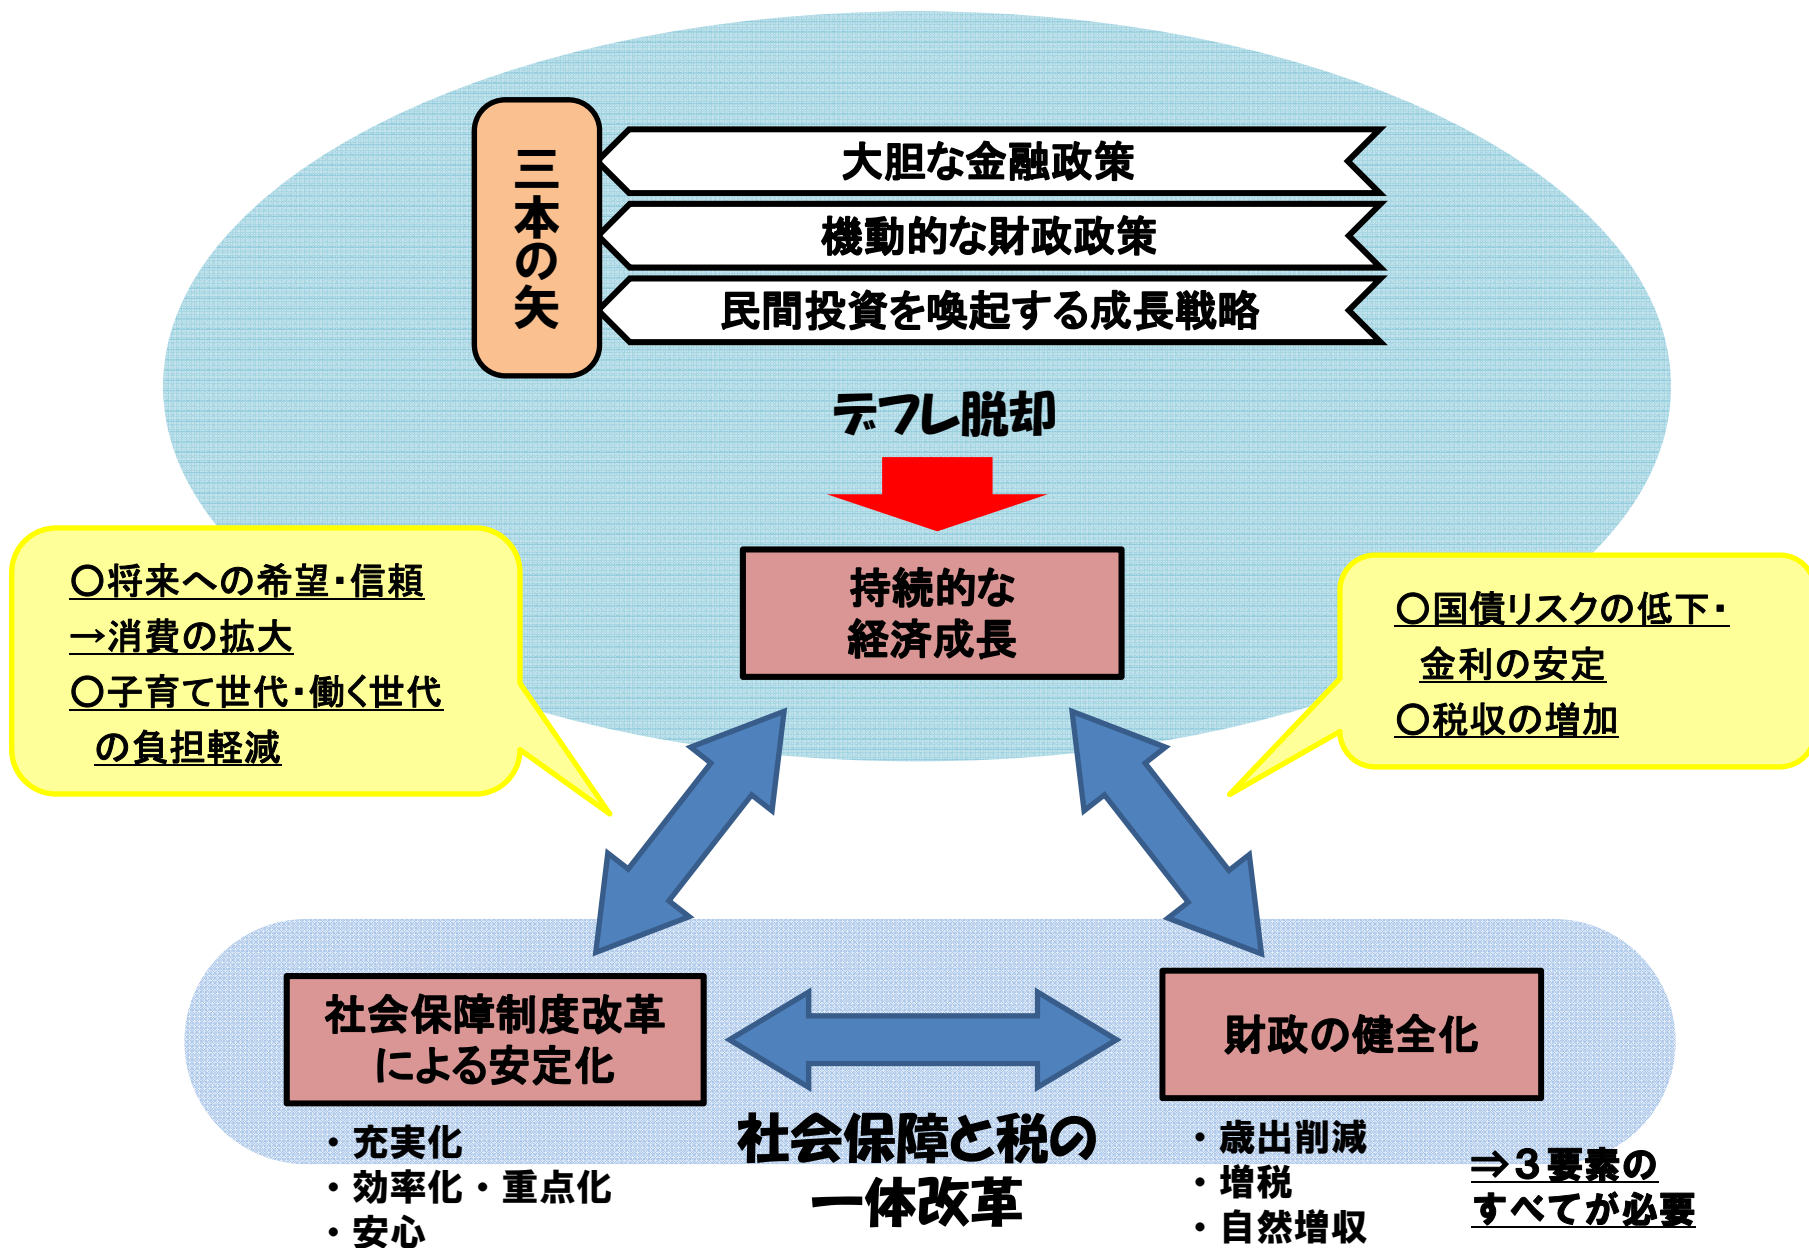 三本の矢
大胆な金融政策
機動的な財政政策
民間投資を喚起する成長戦略
デフレ脱却
持続的な
経済成長
○将来への希望・信頼
→消費の拡大
○子育て世代・働く世代
の負担軽減
○国債リスクの低下・
金利の安定
○税収の増加
社会保障制度改革
による安定化
財政の健全化
・充実化
・効率化・重点化
・安心
社会保障と税の
一体改革
・歳出削減
・増税
・自然増収
⇒３要素の
すべてが必要